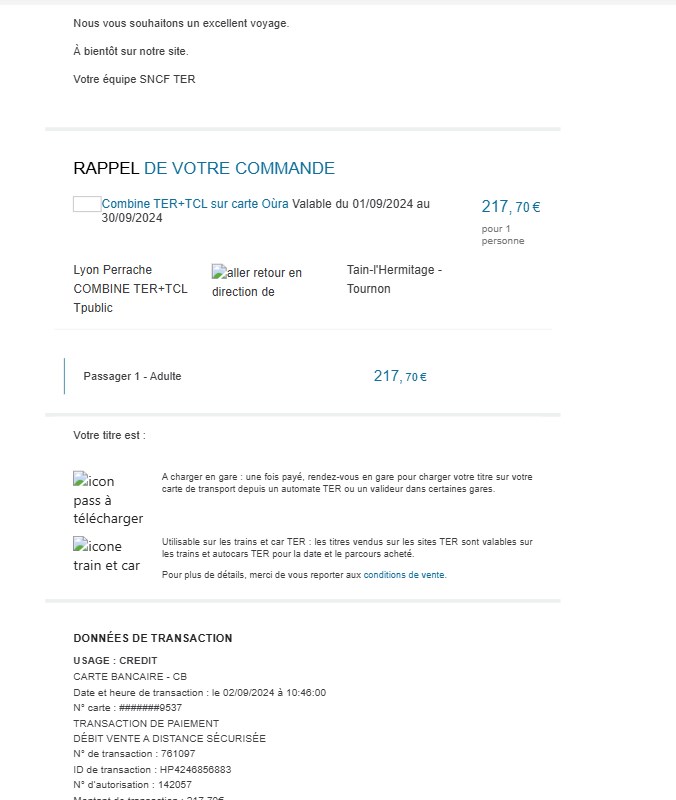 Nous vous souhaitons un excellent voyage.
À bientôt sur notre site.
Votre équipe SNCF TER
RAPPEL DE VOTRE COMMANDE
Combine TER+TCL sur carte Oùra Valable du 01/09/2024 au
30/09/2024
217, 70 €
pour 1
personne
Lyon Perrache
COMBINE TER+TCL
Tpublic
aller retour en
direction de
Tain-l'Hermitage -
Tournon
Passager 1 - Adulte
217, 70 €
Votre titre est :
icon
pass à
télécharger
A charger en gare : une fois payé, rendez-vous en gare pour charger votre titre sur votre
carte de transport depuis un automate TER ou un valideur dans certaines gares.
icone
train et car
Utilisable sur les trains et car TER : les titres vendus sur les sites TER sont valables sur
les trains et autocars TER pour la date et le parcours acheté.
Pour plus de détails, merci de vous reporter aux conditions de vente.
DONNÉES DE TRANSACTION
USAGE : CREDIT
CARTE BANCAIRE - CB
Date et heure de transaction : le 02/09/2024 à 10:46:00
N° carte : #######9537
TRANSACTION DE PAIEMENT
DÉBIT VENTE A DISTANCE SÉCURISÉE
N° de transaction : 761097
ID de transaction : HP4246856883
N° d'autorisation : 142057
Montant de transaction : 217,70€